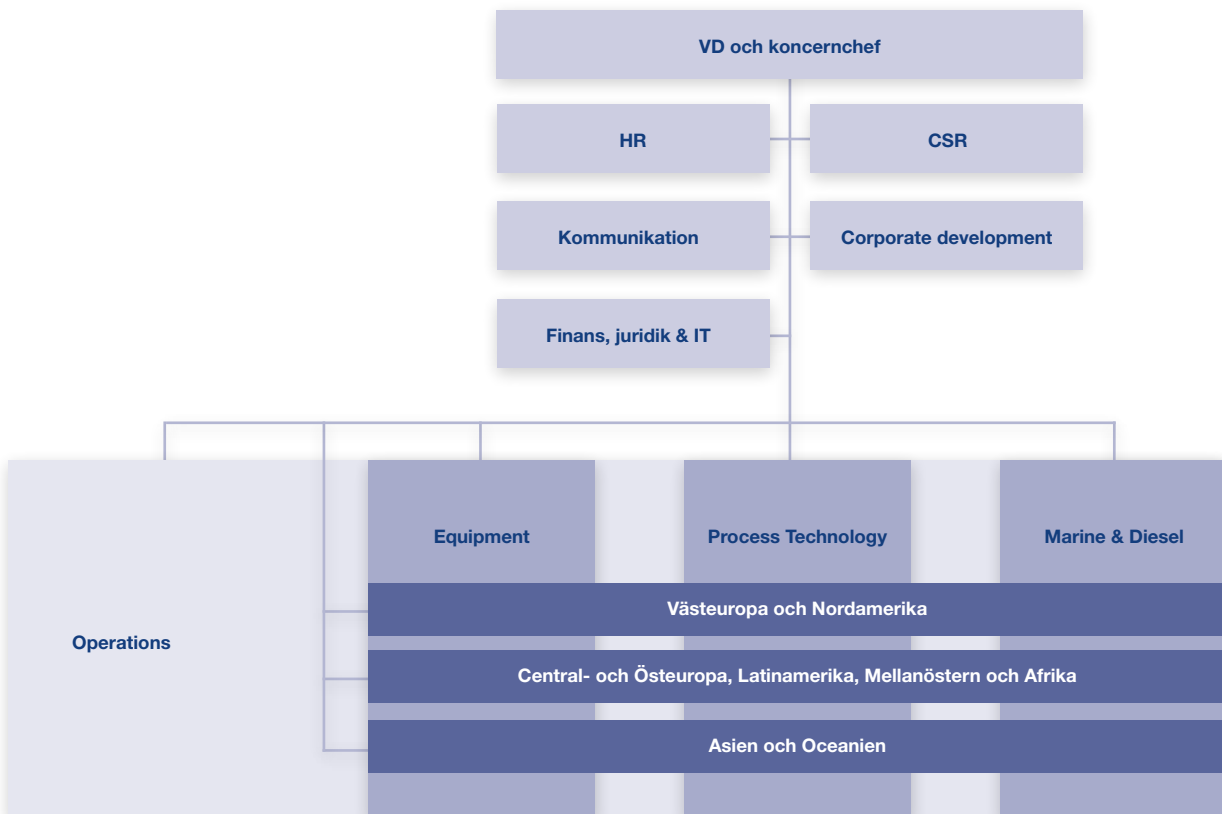 VD och koncernchef
HR
CSR
Kommunikation
Corporate development
Finans, juridik & IT
Equipment
Process Technology
Marine & Diesel
Västeuropa och Nordamerika
Operations
Central- och Östeuropa, Latinamerika, Mellanöstern och Afrika
Asien och Oceanien